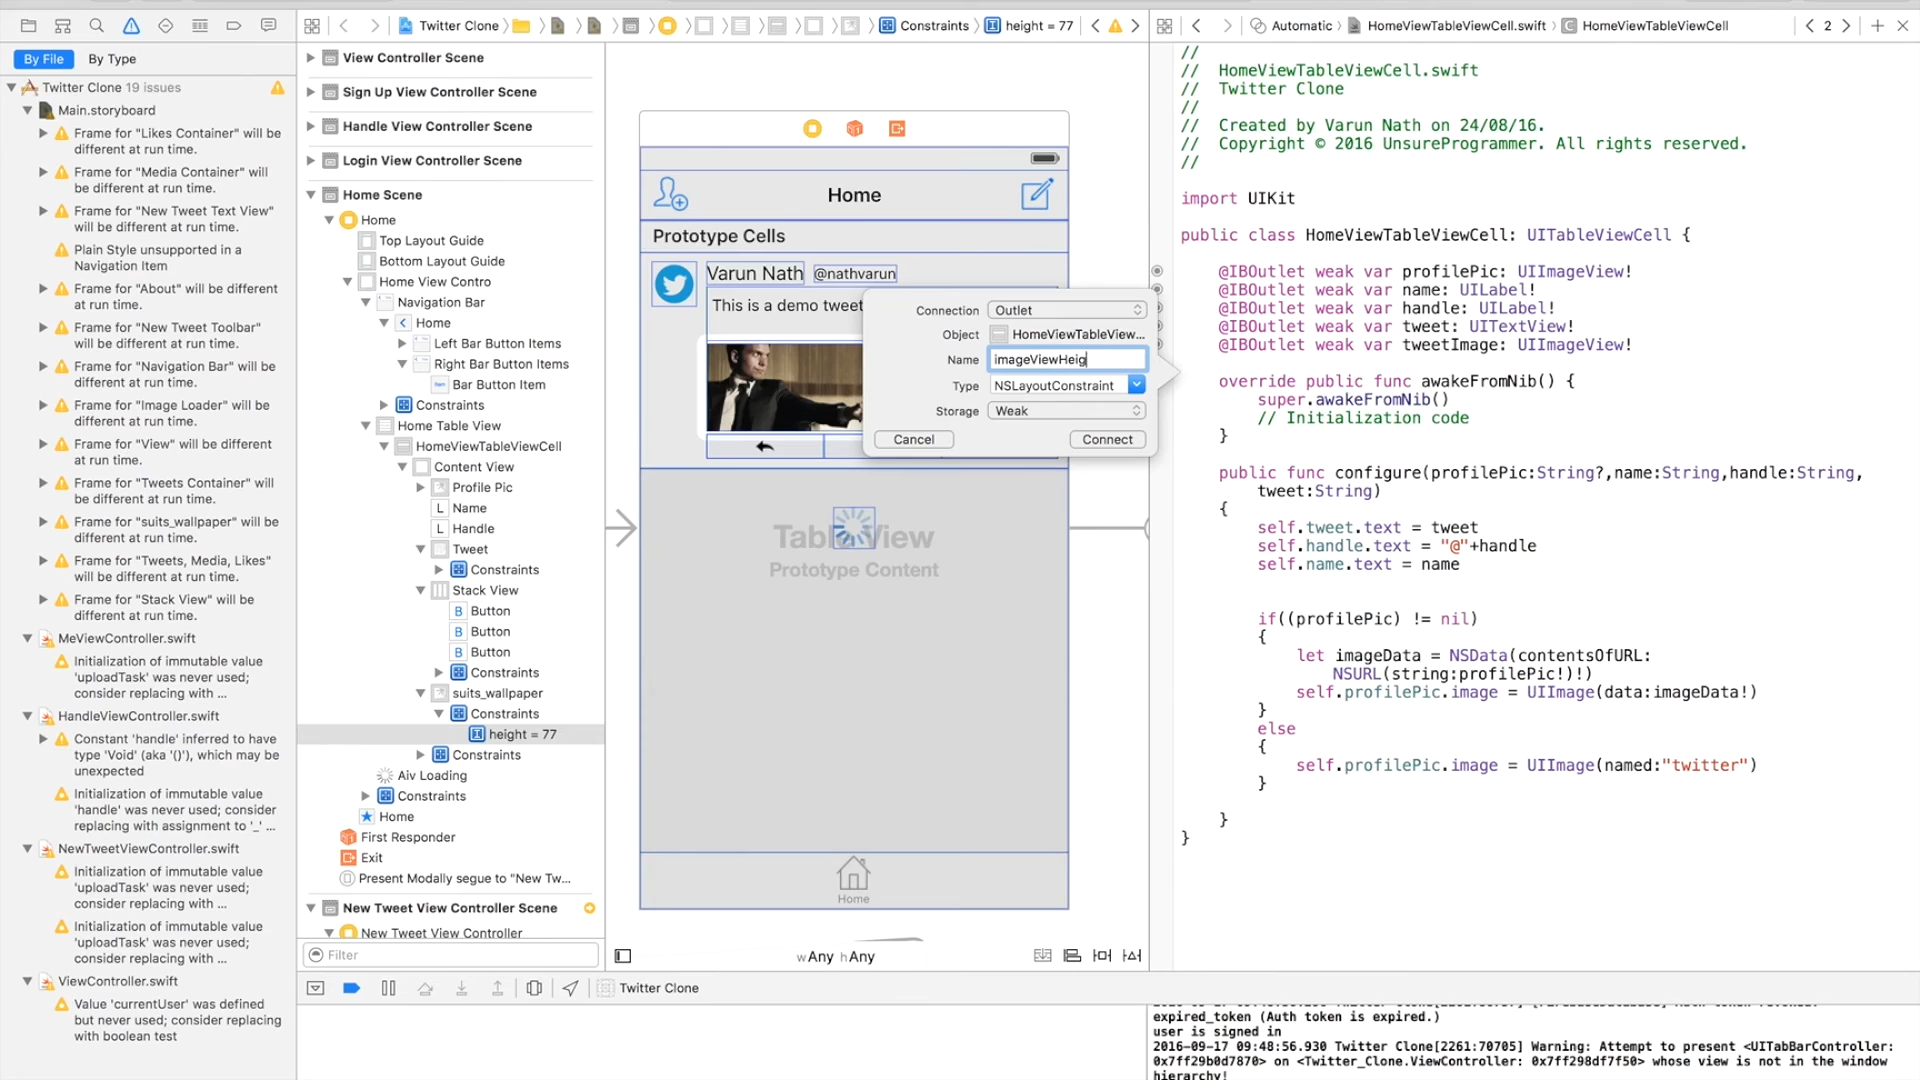 Twitter Clone
Constraints
height = 77
Automatic
HomeViewTableViewCell.swift
HomeViewTableViewCell
2
By File
By Type
Twitter Clone 19 issues
Main.storyboard
Frame for "Likes Container" will be
different at run time.
Frame for "Media Container" will
be different at run time.
Frame for "New Tweet Text View"
will be different at run time.
Plain Style unsupported in a
Navigation Item
Frame for "About" will be different
at run time.
Frame for "New Tweet Toolbar"
will be different at run time.
Frame for "Navigation Bar" will be
different at run time.
Frame for "Image Loader" will be
different at run time.
Frame for "View" will be different
at run time.
Frame for "Tweets Container" will
be different at run time.
Frame for "suits_wallpaper" will be
different at run time.
Frame for "Tweets, Media, Likes"
will be different at run time.
Frame for "Stack View" will be
different at run time.
MeViewController.swift
Initialization of immutable value
'uploadTask' was never used;
consider replacing with ...
HandleViewController.swift
Constant 'handle' inferred to have
type 'Void' (aka '()'), which may be
unexpected
Initialization of immutable value
'handle' was never used; consider
replacing with assignment to '_' ...
NewTweetViewController.swift
Initialization of immutable value
'uploadTask' was never used;
consider replacing with ...
Initialization of immutable value
'uploadTask' was never used;
consider replacing with ...
ViewController.swift
Value 'currentUser' was defined
but never used; consider replacing
with boolean test
View Controller Scene
Sign Up View Controller Scene
Handle View Controller Scene
Login View Controller Scene
Home Scene
Home
Top Layout Guide
Bottom Layout Guide
Home View Contro
Navigation Bar
Home
Left Bar Button Items
Right Bar Button Items
Bar Button Item
Constraints
Home Table View
HomeViewTableViewCell
Content View
Profile Pic
L Name
L Handle
Tweet
Constraints
Stack View
B Button
B Button
B Button
Constraints
suits_wallpaper
Constraints
height = 77
Constraints
Aiv Loading
Constraints
Home
First Responder
Exit
Present Modally segue to "New Tw...
New Tweet View Controller Scene
New Tweet View Controller
Filter
Home
Prototype Cells
Varun Nath
@nathvarun
This is a demo tweet
Table View
Prototype Content
Home
wAny hAny
Connection
Outlet
Object
HomeViewTableView...
Name
imageViewHeig
Type
NSLayoutConstraint
Storage
Weak
Cancel
Connect
//
// HomeViewTableViewCell.swift
// Twitter Clone
//
// Created by Varun Nath on 24/08/16.
// Copyright © 2016 UnsureProgrammer. All rights reserved.
//
import UIKit
public class HomeViewTableViewCell: UITableViewCell {
@IBOutlet weak var profilePic: UIImageView!
@IBOutlet weak var name: UILabel!
@IBOutlet weak var handle: UILabel!
@IBOutlet weak var tweet: UITextView!
@IBOutlet weak var tweetImage: UIImageView!
override public func awakeFromNib() {
super.awakeFromNib()
// Initialization code
}
public func configure(profilePic:String?,name:String,handle:String,
tweet:String)
{
self.tweet.text = tweet
self.handle.text = "@"+handle
self.name.text = name
if((profilePic) != nil)
{
let imageData = NSData(contentsOfURL:
NSURL(string:profilePic!)!)
self.profilePic.image = UIImage(data:imageData!)
}
else
{
self.profilePic.image = UIImage(named:"twitter")
}
}
}
Twitter Clone
expired_token (Auth token is expired.)
user is signed in
2016-09-17 09:48:56.930 Twitter Clone[2261:70705] Warning: Attempt to present <UITabBarController:
0x7ff29b0d7870> on <Twitter_Clone.ViewController: 0x7ff298df7f50> whose view is not in the window
hierarchy!